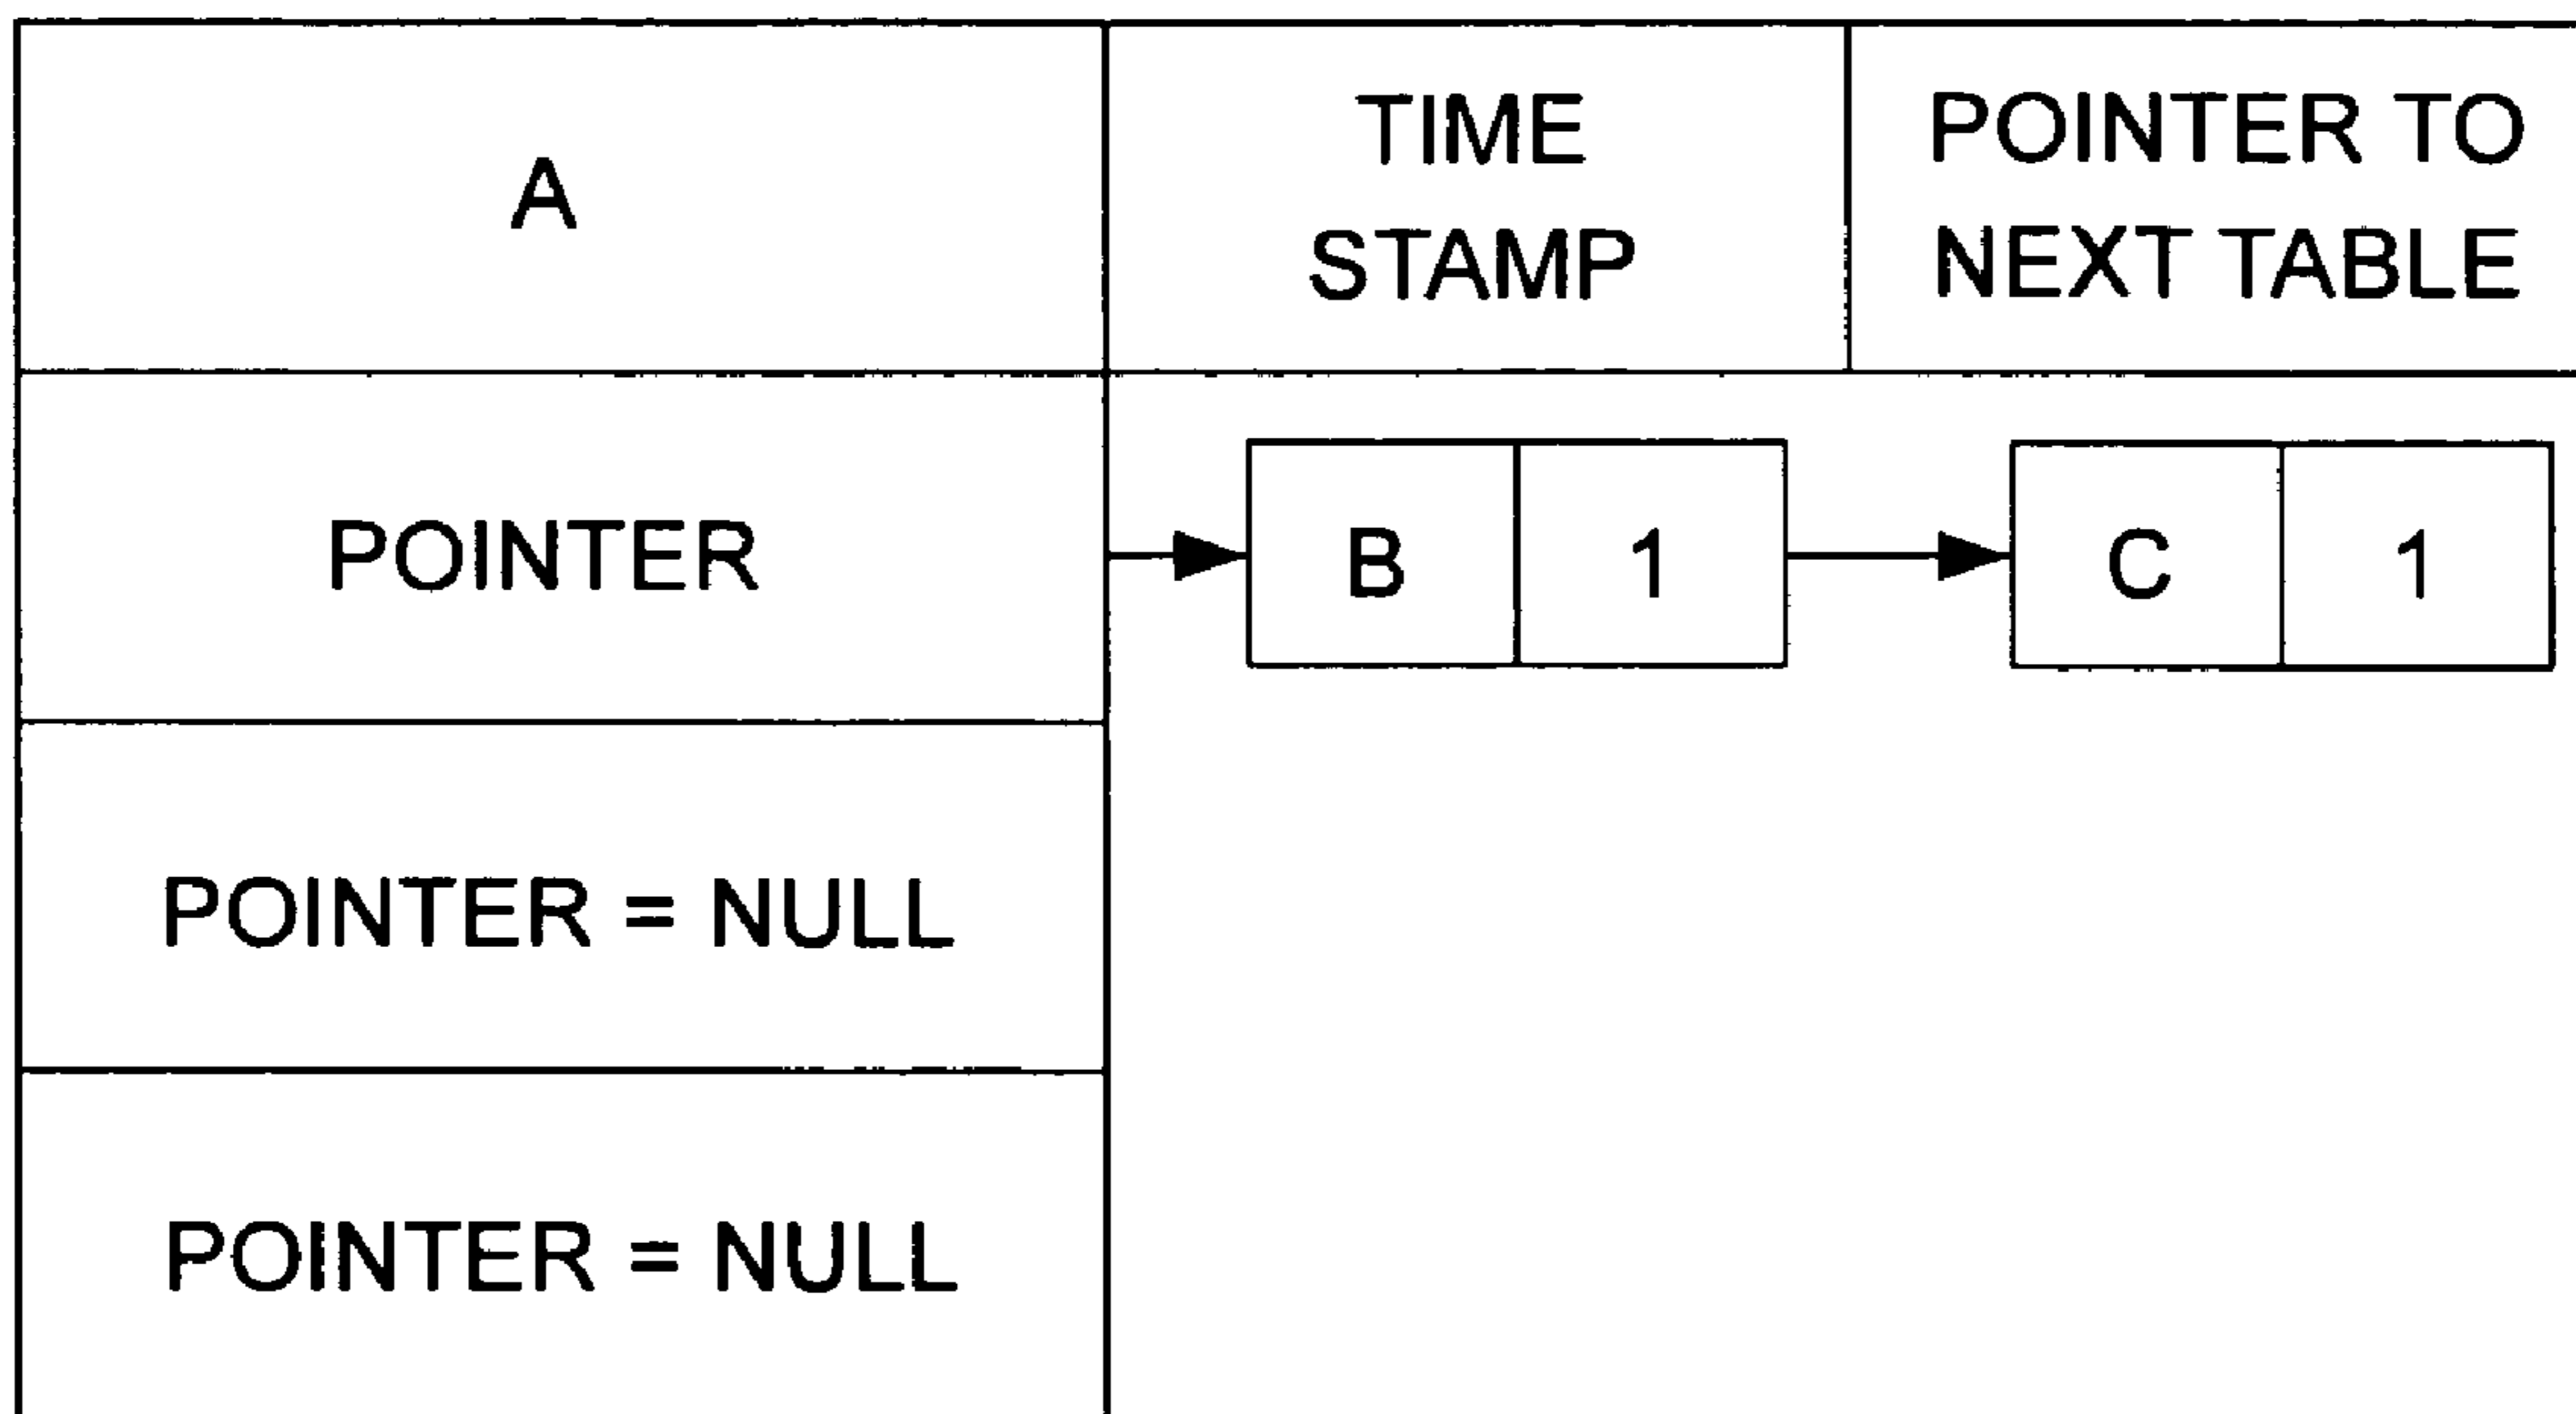 A
TIME
STAMP
POINTER TO
NEXT TABLE
POINTER
B 1
C 1
POINTER = NULL
POINTER = NULL